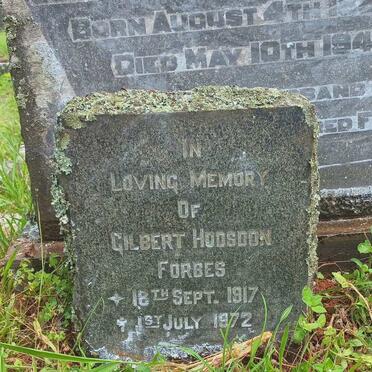 BORN AUGUST 4TH
DIED MAY 10TH 194
IN
LOVING MEMORY
OF
GILBERT HODSDON
FORBES
18TH SEPT. 1917
1ST JULY 1972